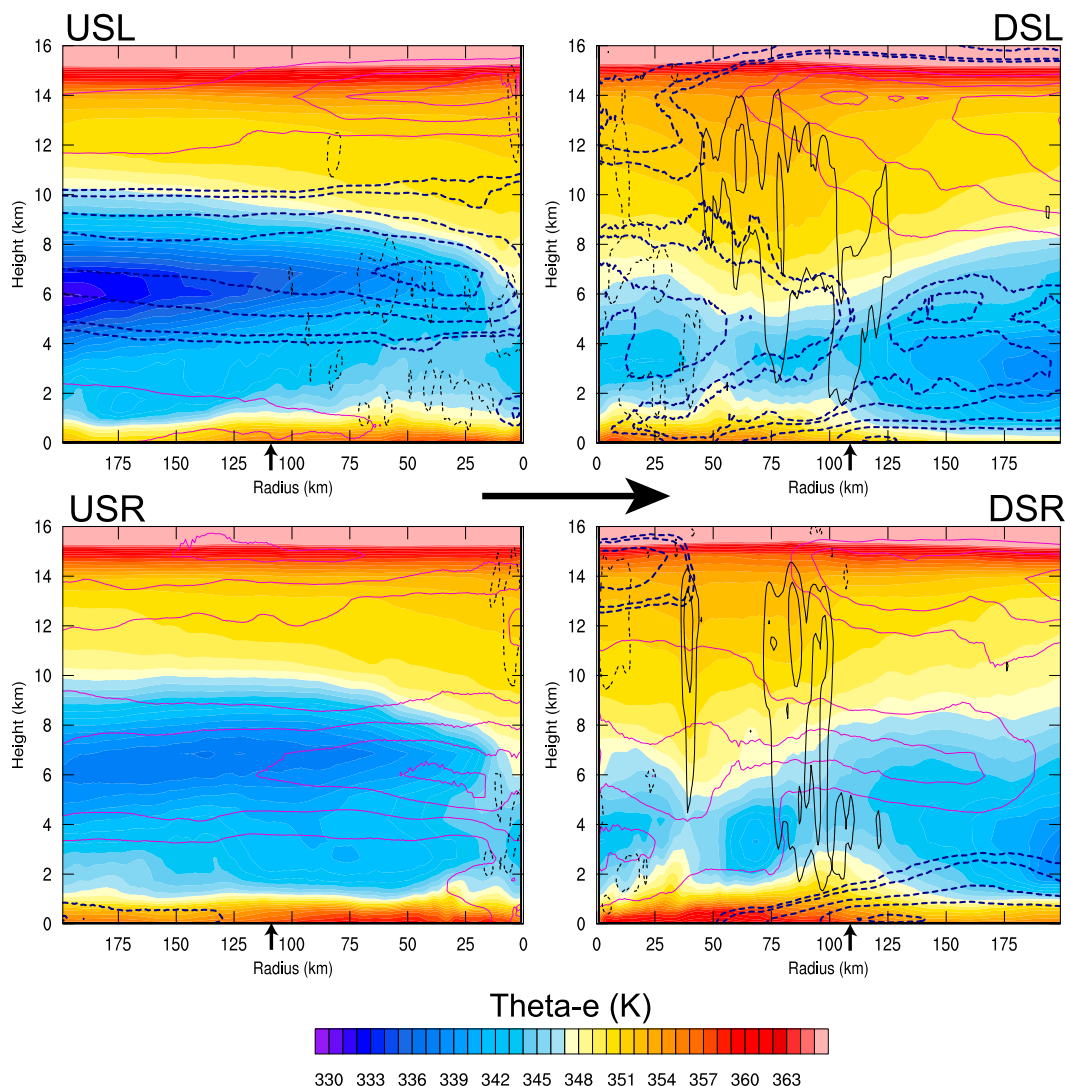 USL DSL
16 16
14 14
12 12
10 10
8 8
6 6
4 4
2 2
0 0
Height (km) Height (km)
175 150 125 100 75 50 25 0 0 25 50 75 100 125 150 175
Radius (km) Radius (km)
USR DSR
16 16
14 14
12 12
10 10
8 8
6 6
4 4
2 2
0 0
Height (km) Height (km)
175 150 125 100 75 50 25 0 0 25 50 75 100 125 150 175
Radius (km) Radius (km)
Theta-e (K)
330 333 336 339 342 345 348 351 354 357 360 363